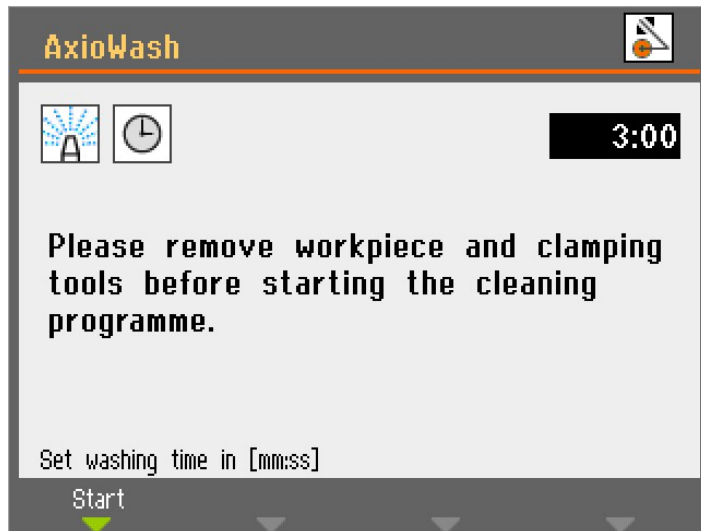 AxioWash
3:00
Please remove workpiece and clamping
tools before starting the cleaning
programme.
Set washing time in [mm:ss]
Start